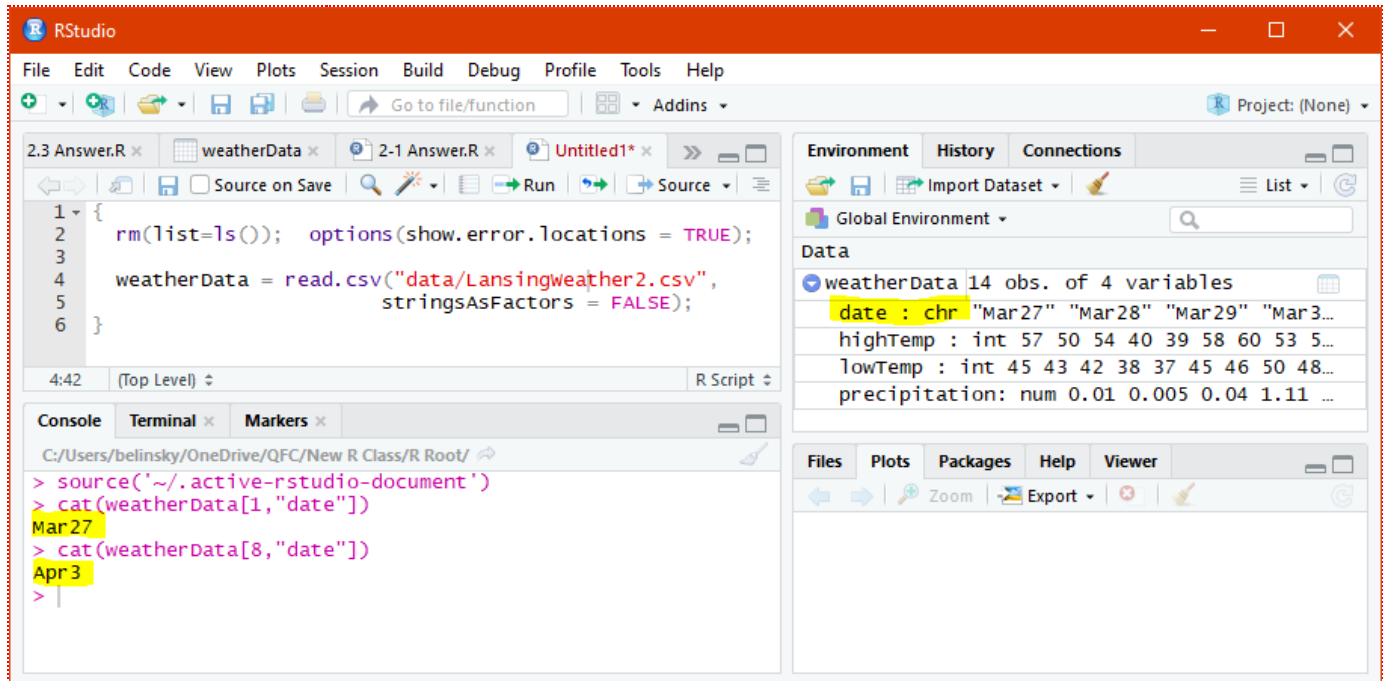 RStudio
File Edit Code View Plots Session Build Debug Profile Tools Help
Go to file/function Addins Project: (None)
2.3 Answer.R weatherData 2-1 Answer.R Untitled1*
Source on Save Run Source
1 {
2 rm(list=ls()); options(show.error.locations = TRUE);
3
4 weatherData = read.csv("data/LansingWeather2.csv",
5 stringsAsFactors = FALSE);
6 }
4:42 (Top Level) R Script
Console Terminal Markers
C:/Users/belinsky/OneDrive/QFC/New R Class/R Root/
> source('~/.active-rstudio-document')
> cat(weatherData[1,"date"])
Mar27
> cat(weatherData[8,"date"])
Apr3
>
Environment History Connections
Import Dataset List
Global Environment
Data
weatherData 14 obs. of 4 variables
date : chr "Mar27" "Mar28" "Mar29" "Mar3…
highTemp : int 57 50 54 40 39 58 60 53 5…
lowTemp : int 45 43 42 38 37 45 46 50 48…
precipitation: num 0.01 0.005 0.04 1.11 …
Files Plots Packages Help Viewer
Zoom Export